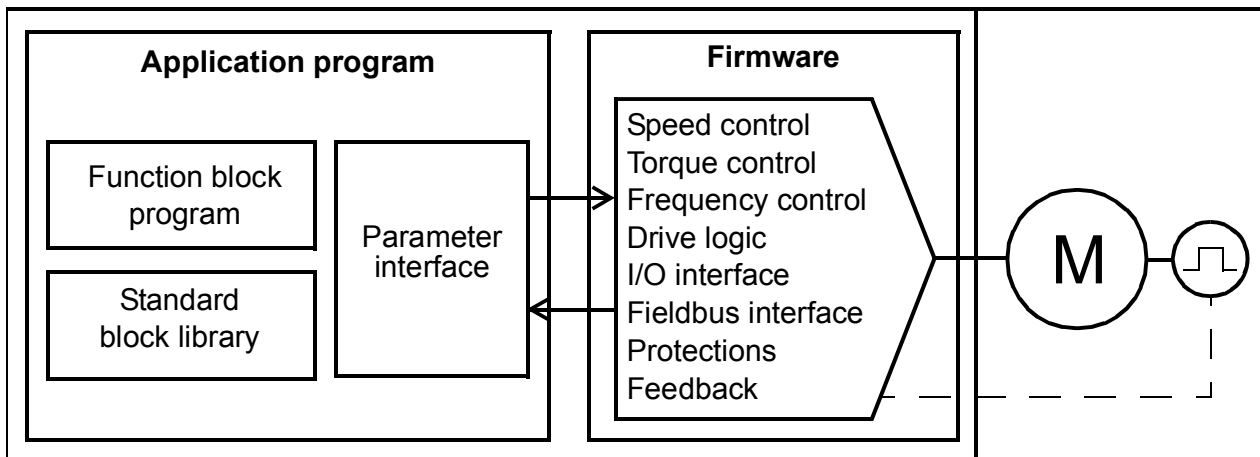 Application program
Function block
program
Standard
block library
Parameter
interface
Firmware
Speed control
Torque control
Frequency control
Drive logic
I/O interface
Fieldbus interface
Protections
Feedback
M